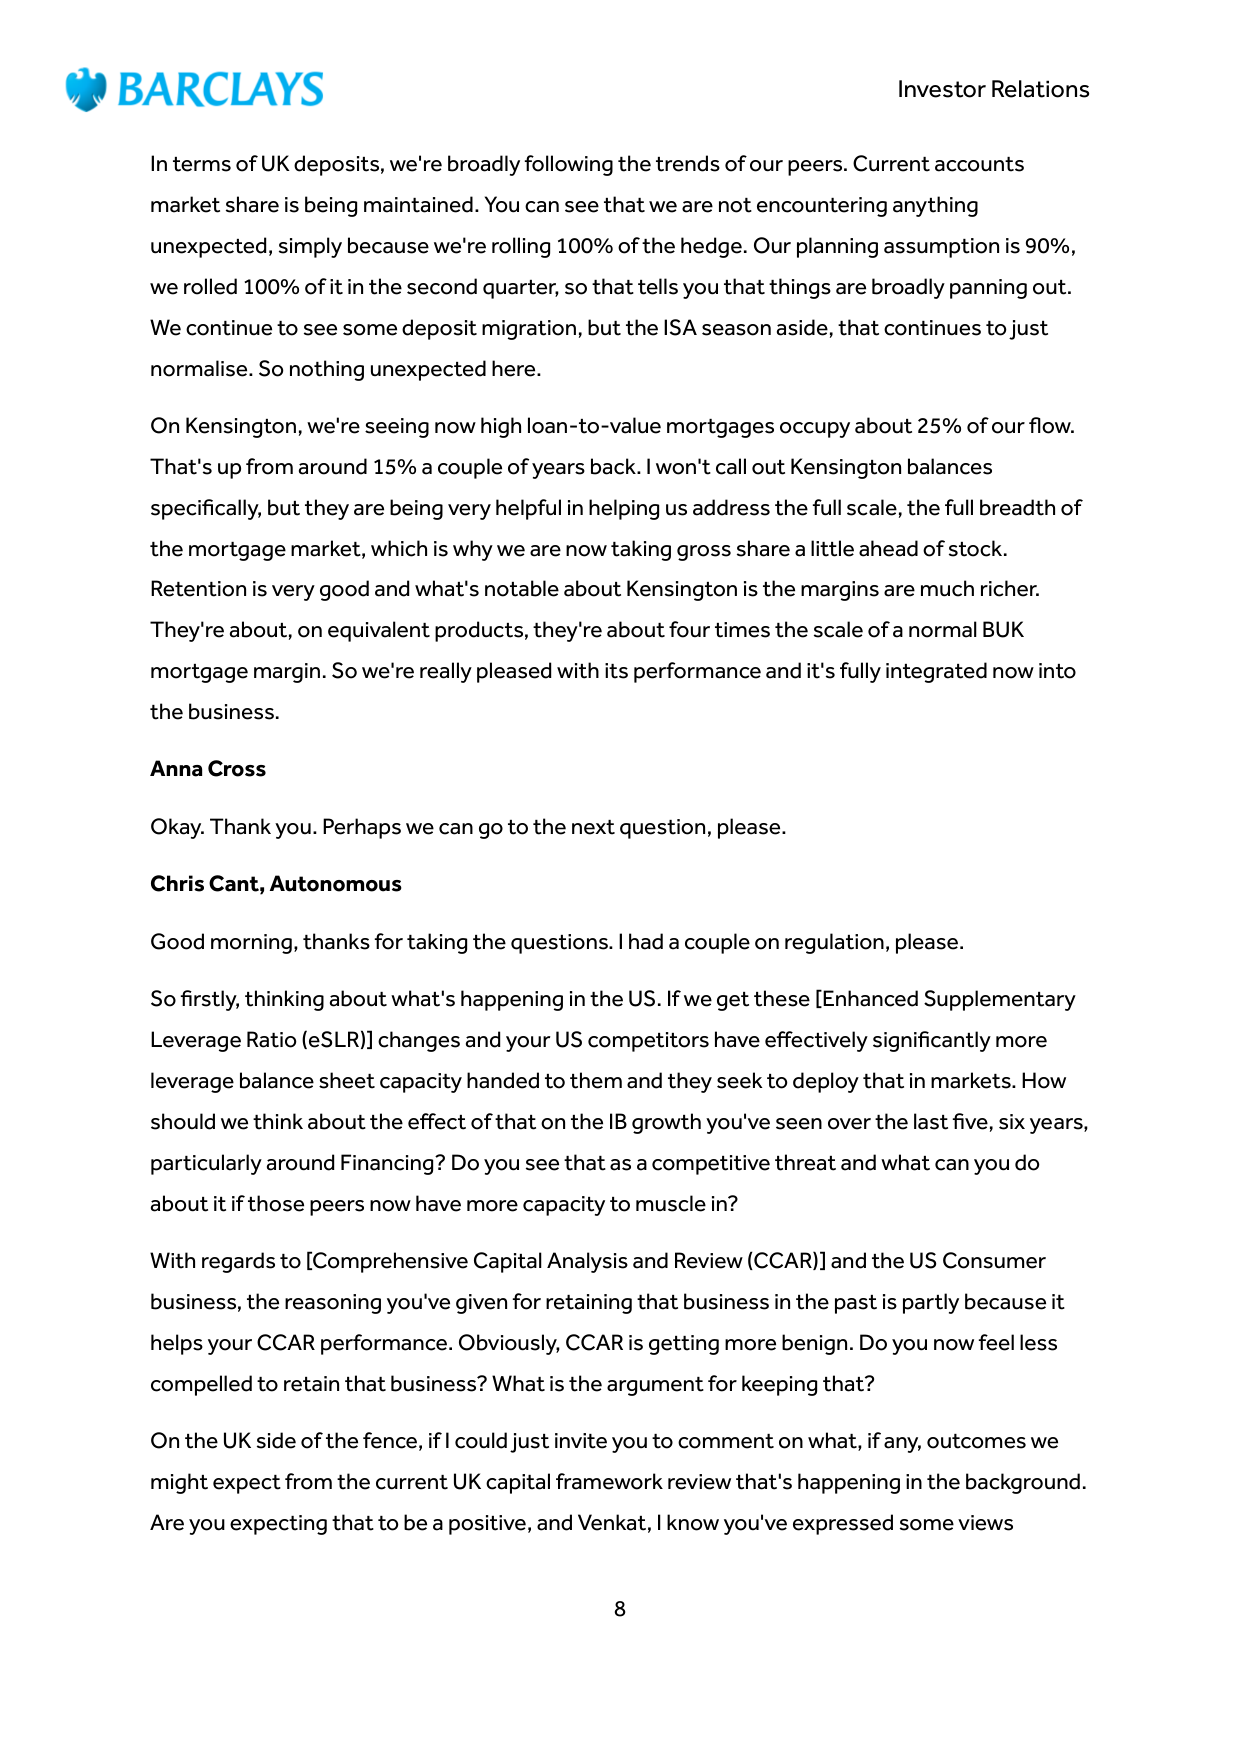 BARCLAYS
Investor Relations
In terms of UK deposits, we're broadly following the trends of our peers. Current accounts
market share is being maintained. You can see that we are not encountering anything
unexpected, simply because we're rolling 100% of the hedge. Our planning assumption is 90%,
we rolled 100% of it in the second quarter, so that tells you that things are broadly panning out.
We continue to see some deposit migration, but the ISA season aside, that continues to just
normalise. So nothing unexpected here.
On Kensington, we're seeing now high loan-to-value mortgages occupy about 25% of our flow.
That's up from around 15% a couple of years back. I won't call out Kensington balances
specifically, but they are being very helpful in helping us address the full scale, the full breadth of
the mortgage market, which is why we are now taking gross share a little ahead of stock.
Retention is very good and what's notable about Kensington is the margins are much richer.
They're about, on equivalent products, they're about four times the scale of a normal BUK
mortgage margin. So we're really pleased with its performance and it's fully integrated now into
the business.
Anna Cross
Okay. Thank you. Perhaps we can go to the next question, please.
Chris Cant, Autonomous
Good morning, thanks for taking the questions. I had a couple on regulation, please.
So firstly, thinking about what's happening in the US. If we get these [Enhanced Supplementary
Leverage Ratio (eSLR)] changes and your US competitors have effectively significantly more
leverage balance sheet capacity handed to them and they seek to deploy that in markets. How
should we think about the effect of that on the IB growth you've seen over the last five, six years,
particularly around Financing? Do you see that as a competitive threat and what can you do
about it if those peers now have more capacity to muscle in?
With regards to [Comprehensive Capital Analysis and Review (CCAR)] and the US Consumer
business, the reasoning you've given for retaining that business in the past is partly because it
helps your CCAR performance. Obviously, CCAR is getting more benign. Do you now feel less
compelled to retain that business? What is the argument for keeping that?
On the UK side of the fence, if I could just invite you to comment on what, if any, outcomes we
might expect from the current UK capital framework review that's happening in the background.
Are you expecting that to be a positive, and Venkat, I know you've expressed some views
8